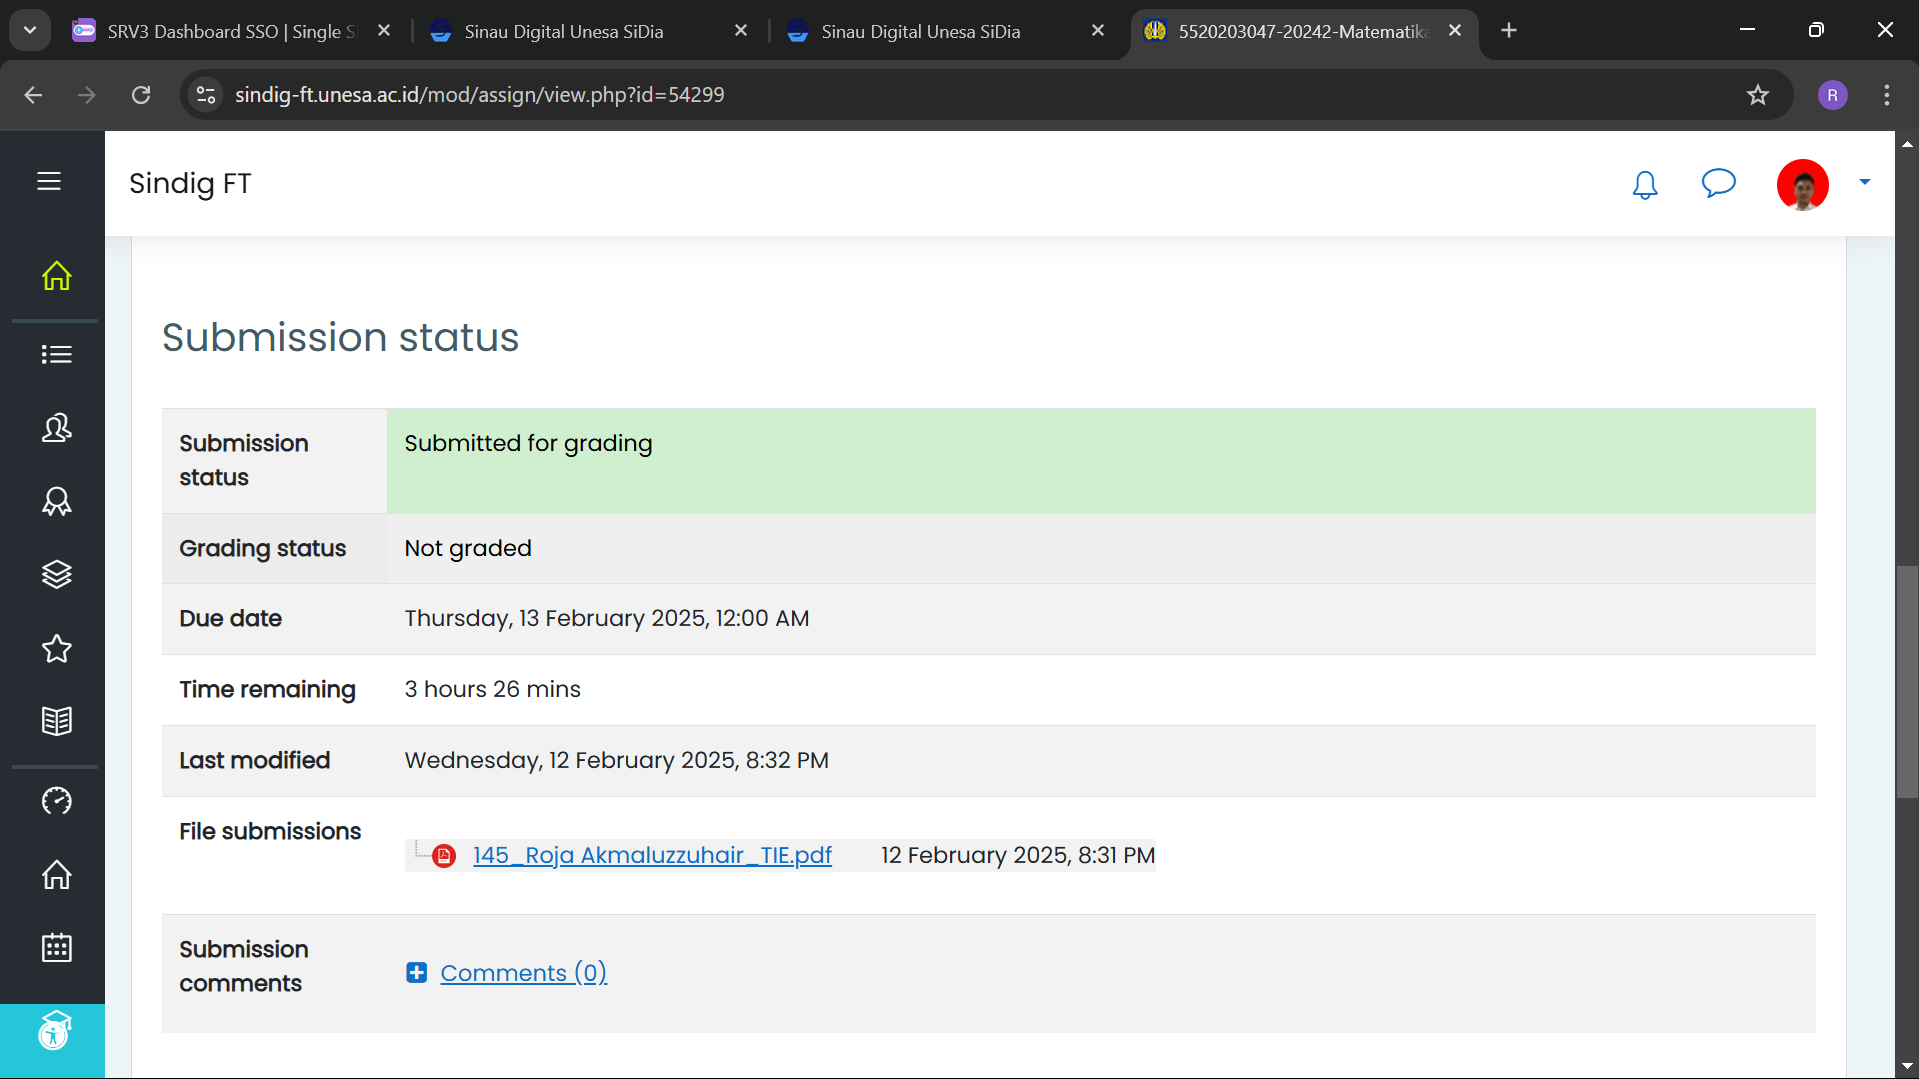 SRV3 Dashboard SSO | Single Si
Sinau Digital Unesa SiDia
Sinau Digital Unesa SiDia
5520203047-20242-Matematika
sindig-ft.unesa.ac.id/mod/assign/view.php?id=54299
R
Sindig FT
Submission status
Submission status
Submitted for grading
Grading status
Not graded
Due date
Thursday, 13 February 2025, 12:00 AM
Time remaining
3 hours 26 mins
Last modified
Wednesday, 12 February 2025, 8:32 PM
File submissions
145_Roja Akmaluzzuhair_TIE.pdf
12 February 2025, 8:31 PM
Submission comments
Comments (0)